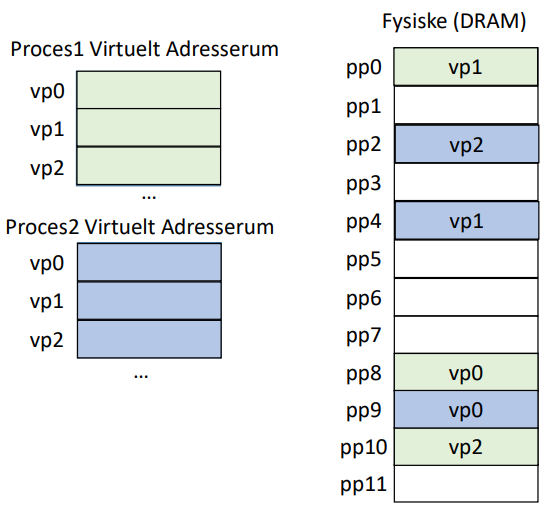 Proces1 Virtuelt Adresserum
vp0
vp1
vp2
...
Proces2 Virtuelt Adresserum
vp0
vp1
vp2
...
Fysiske (DRAM)
pp0 vp1
pp1
pp2 vp2
pp3
pp4 vp1
pp5
pp6
pp7
pp8 vp0
pp9 vp0
pp10 vp2
pp11